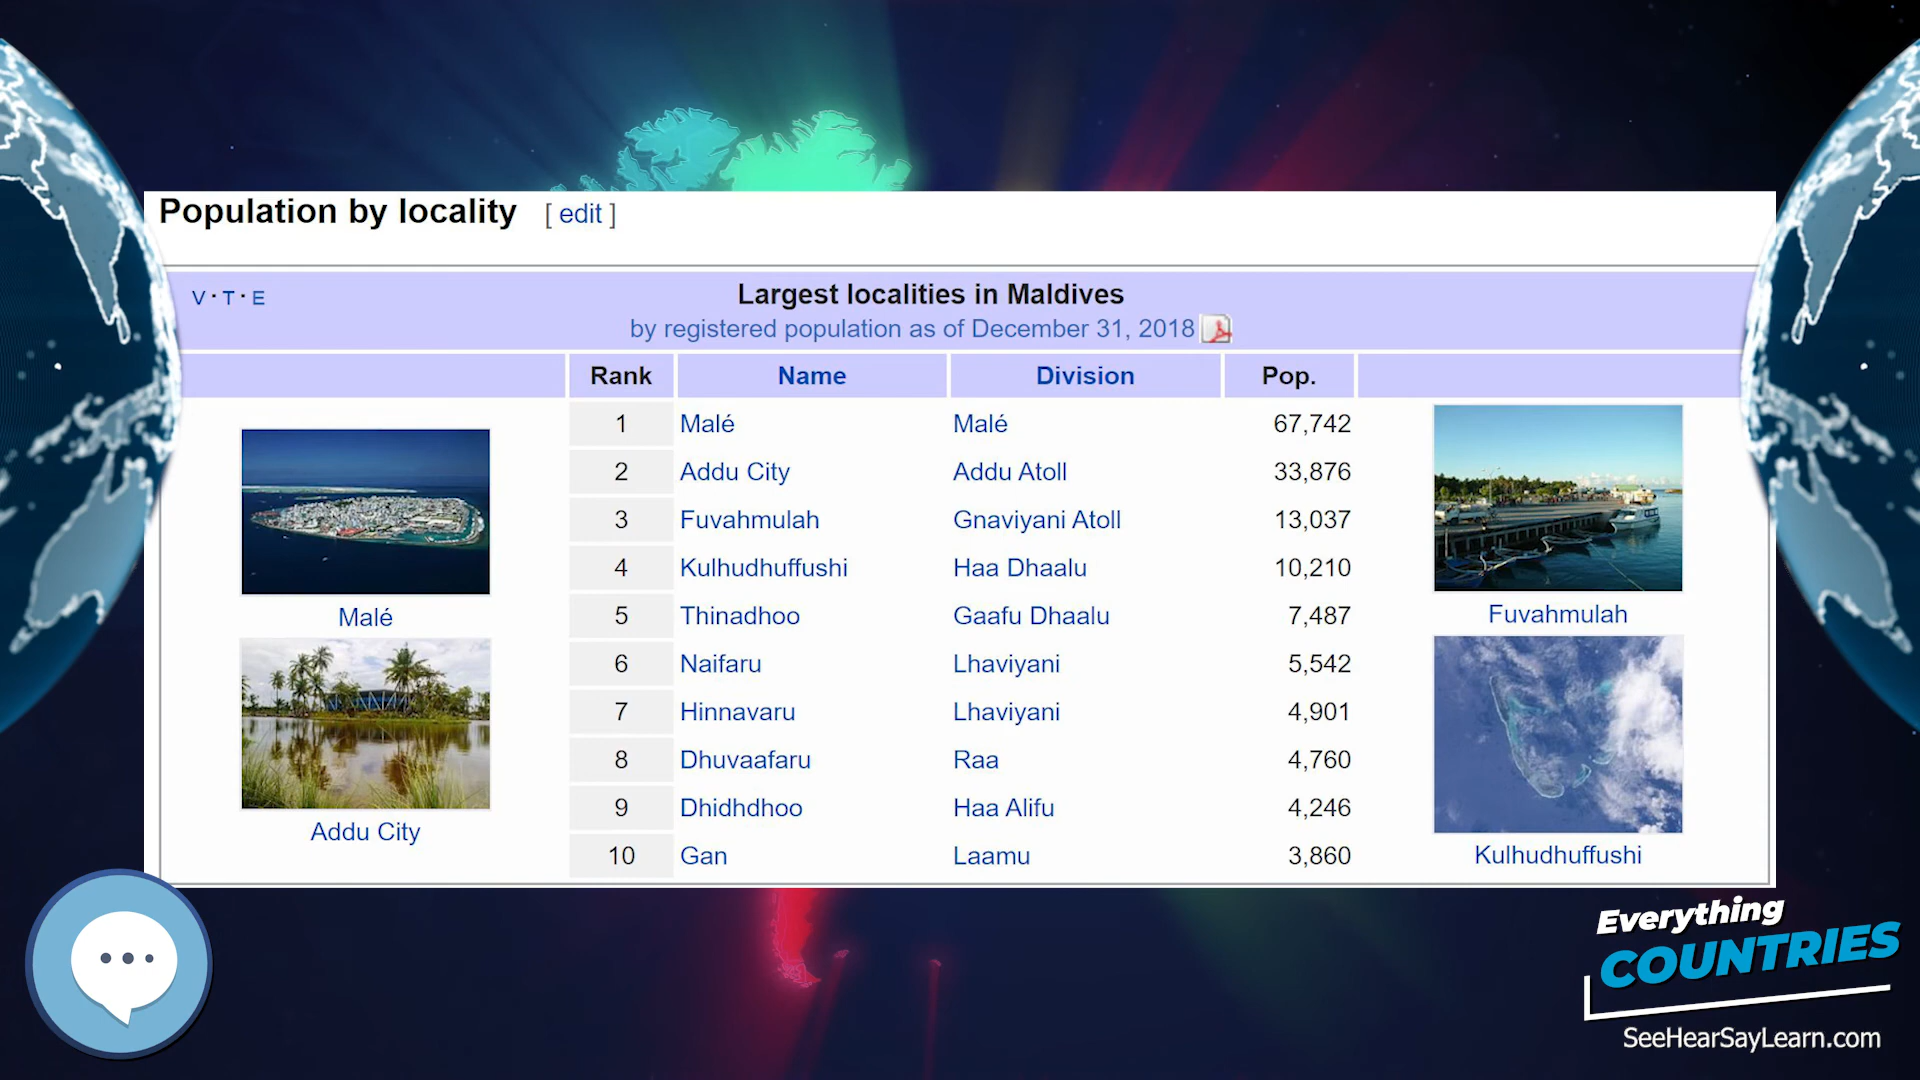 Population by locality [ edit ]
V · T · E
Largest localities in Maldives
by registered population as of December 31, 2018
Rank Name Division Pop.
1 Malé Malé 67,742
2 Addu City Addu Atoll 33,876
3 Fuvahmulah Gnaviyani Atoll 13,037
4 Kulhudhuffushi Haa Dhaalu 10,210
5 Thinadhoo Gaafu Dhaalu 7,487
6 Naifaru Lhaviyani 5,542
7 Hinnavaru Lhaviyani 4,901
8 Dhuvaafaru Raa 4,760
9 Dhidhdhoo Haa Alifu 4,246
10 Gan Laamu 3,860
Malé
Addu City
Fuvahmulah
Kulhudhuffushi
Everything
COUNTRIES
SeeHearSayLearn.com